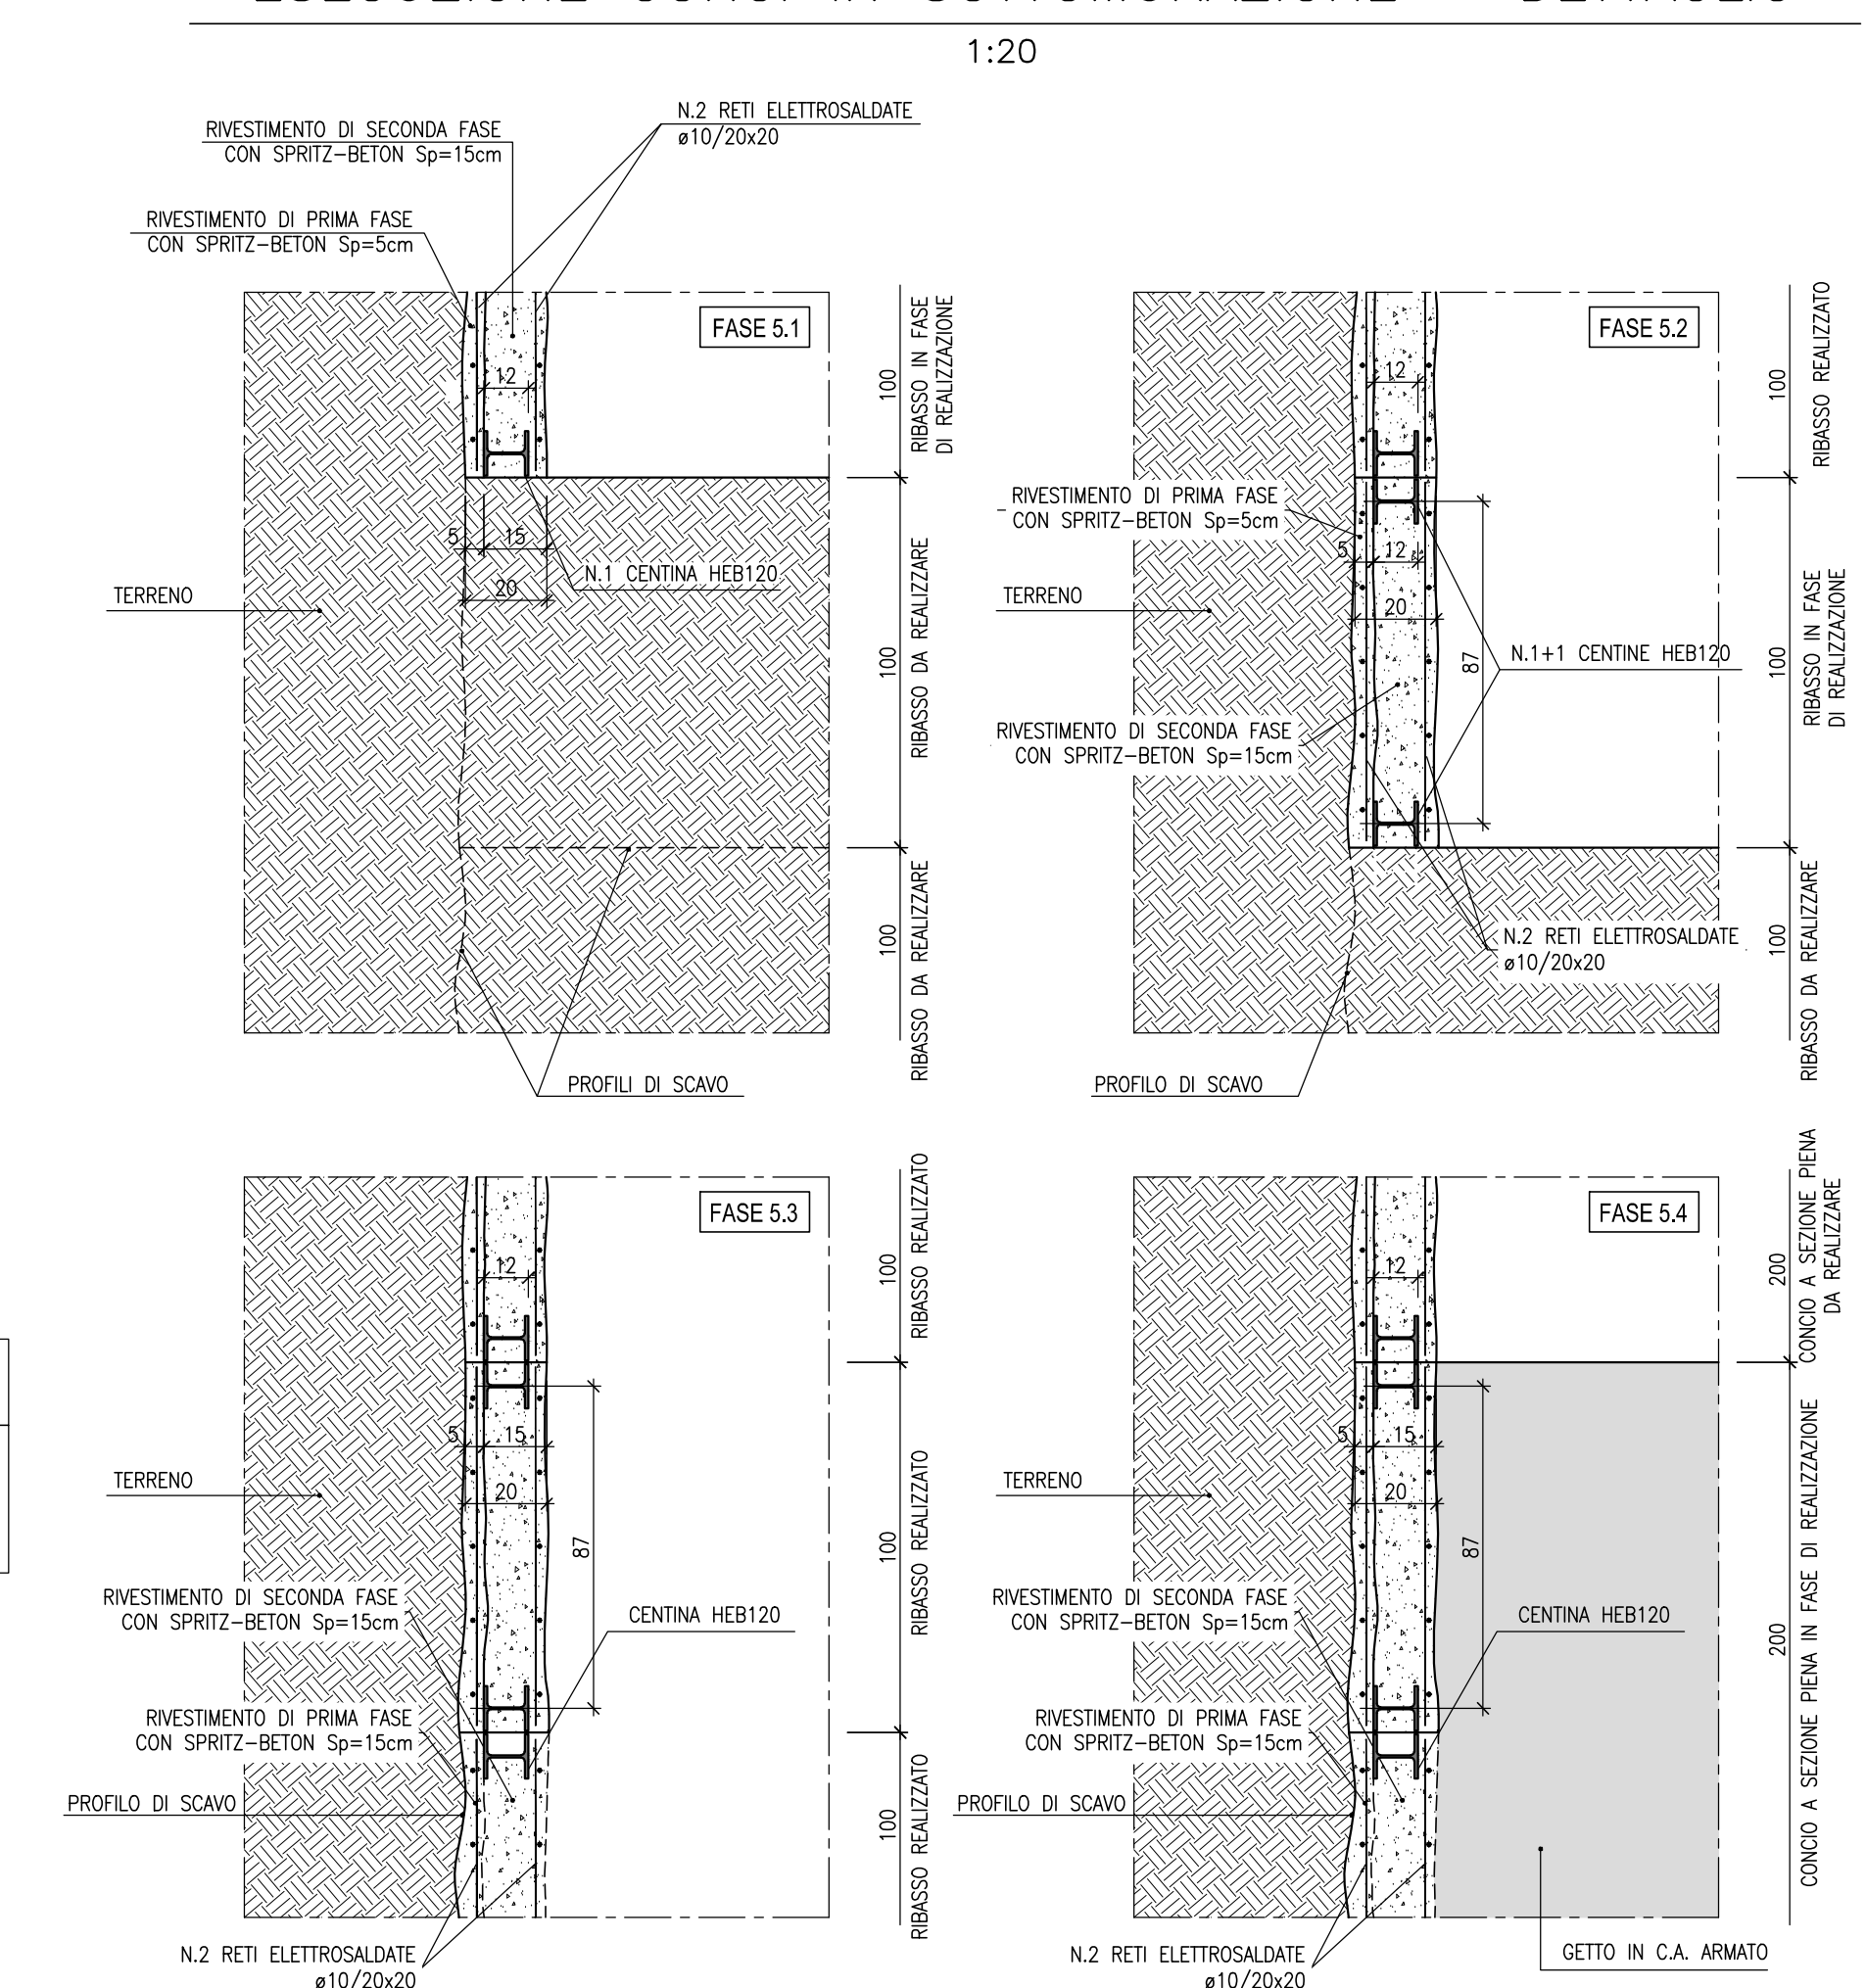 1:20
RIVESTIMENTO DI SECONDA FASE
CON SPRITZ-BETON Sp=15cm
N.2 RETI ELETTROSALDATE
ø10/20x20
RIVESTIMENTO DI PRIMA FASE
CON SPRITZ-BETON Sp=5cm
FASE 5.1
12
5
15
20
N.1 CENTINA HEB120
TERRENO
PROFILI DI SCAVO
100
RIBASSO IN FASE
DI REALIZZAZIONE
100
RIBASSO DA REALIZZARE
100
RIBASSO DA REALIZZARE
FASE 5.2
12
RIVESTIMENTO DI PRIMA FASE
CON SPRITZ-BETON Sp=5cm
5
12
20
TERRENO
87
N.1+1 CENTINE HEB120
RIVESTIMENTO DI SECONDA FASE
CON SPRITZ-BETON Sp=15cm
N.2 RETI ELETTROSALDATE
ø10/20x20
PROFILO DI SCAVO
100
RIBASSO REALIZZATO
100
RIBASSO IN FASE
DI REALIZZAZIONE
100
RIBASSO DA REALIZZARE
FASE 5.3
12
5
15
20
TERRENO
87
RIVESTIMENTO DI SECONDA FASE
CON SPRITZ-BETON Sp=15cm
CENTINA HEB120
RIVESTIMENTO DI PRIMA FASE
CON SPRITZ-BETON Sp=15cm
PROFILO DI SCAVO
N.2 RETI ELETTROSALDATE
ø10/20x20
100
RIBASSO REALIZZATO
100
RIBASSO REALIZZATO
100
RIBASSO REALIZZATO
FASE 5.4
12
5
15
20
TERRENO
87
RIVESTIMENTO DI SECONDA FASE
CON SPRITZ-BETON Sp=15cm
CENTINA HEB120
RIVESTIMENTO DI PRIMA FASE
CON SPRITZ-BETON Sp=15cm
PROFILO DI SCAVO
N.2 RETI ELETTROSALDATE
ø10/20x20
GETTO IN C.A. ARMATO
200
CONCIO A SEZIONE PIENA
DA REALIZZARE
200
CONCIO A SEZIONE PIENA IN FASE DI REALIZZAZIONE